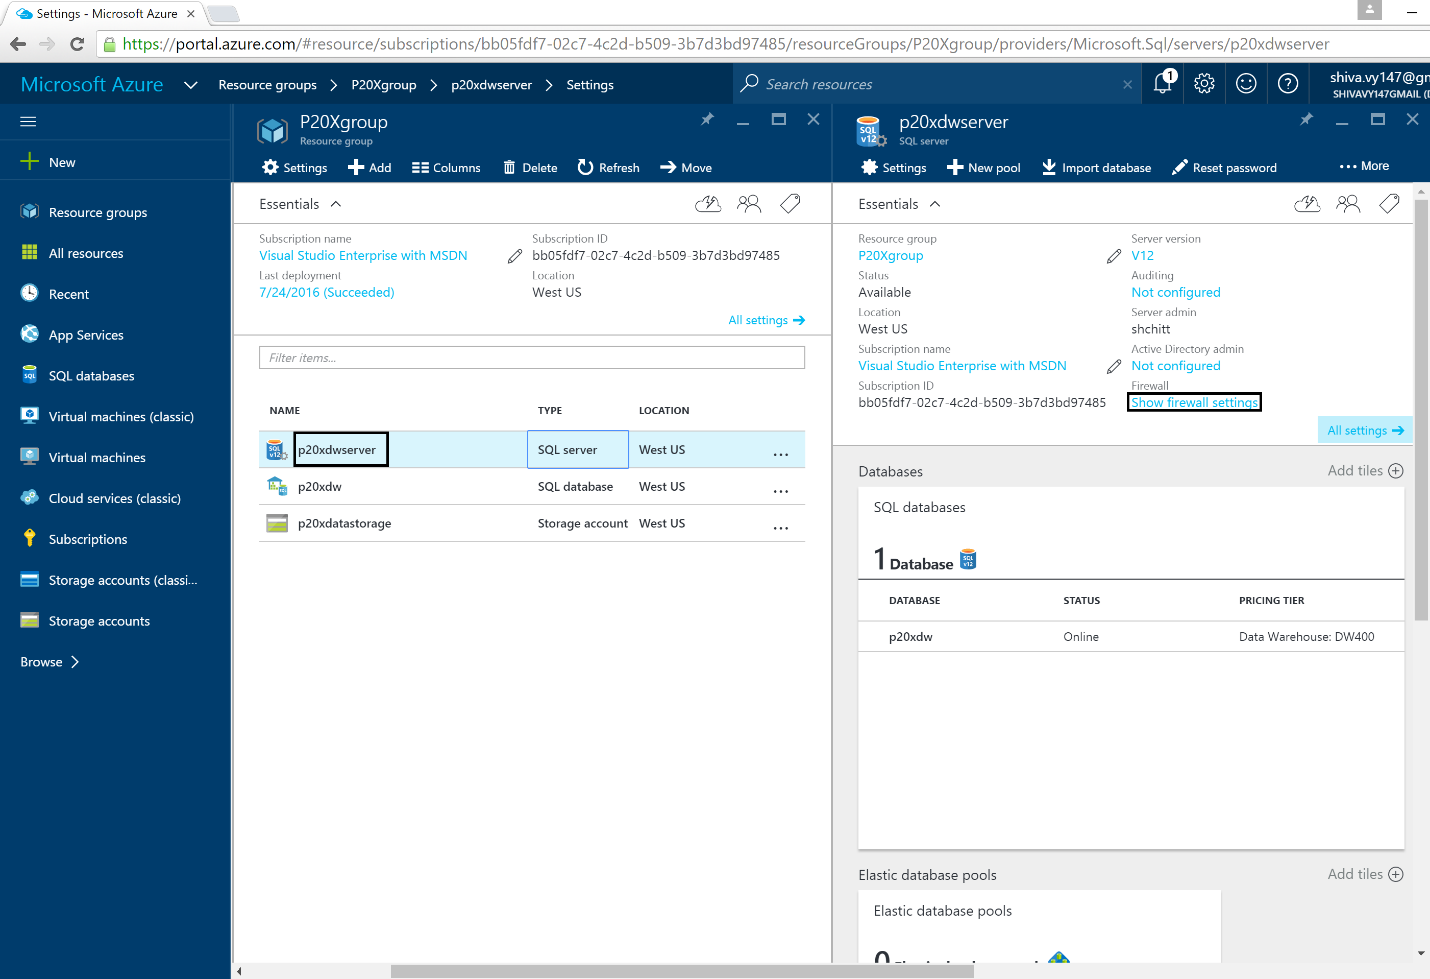 Settings - Microsoft Azure
https://portal.azure.com/#resource/subscriptions/bb05fdf7-02c7-4c2d-b509-3b7d3bd97485/resourceGroups/P20Xgroup/providers/Microsoft.Sql/servers/p20xdwserver
Microsoft Azure
Resource groups > P20Xgroup > p20xdwserver > Settings
Search resources
1
shiva.vy147@gm
SHIVAVY147GMAIL (D
New
Resource groups
All resources
Recent
App Services
SQL databases
Virtual machines (classic)
Virtual machines
Cloud services (classic)
Subscriptions
Storage accounts (classi...
Storage accounts
Browse >
P20Xgroup
Resource group
Settings
Add
Columns
Delete
Refresh
Move
Essentials
Subscription name
Visual Studio Enterprise with MSDN
Last deployment
7/24/2016 (Succeeded)
Subscription ID
bb05fdf7-02c7-4c2d-b509-3b7d3bd97485
Location
West US
All settings
Filter items...
NAME TYPE LOCATION
p20xdwserver SQL server West US ...
p20xdw SQL database West US ...
p20xdatastorage Storage account West US ...
SQL v12
p20xdwserver
SQL server
Settings
New pool
Import database
Reset password
More
Essentials
Resource group
P20Xgroup
Status
Available
Location
West US
Subscription name
Visual Studio Enterprise with MSDN
Subscription ID
bb05fdf7-02c7-4c2d-b509-3b7d3bd97485
Server version
V12
Auditing
Not configured
Server admin
shchitt
Active Directory admin
Not configured
Firewall
Show firewall settings
All settings
Databases
Add tiles
SQL databases
1 Database
DATABASE STATUS PRICING TIER
p20xdw Online Data Warehouse: DW400
Elastic database pools
Add tiles
Elastic database pools
0